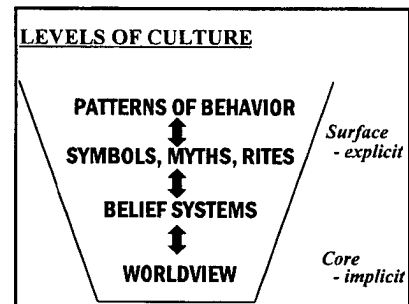 LEVELS OF CULTURE
PATTERNS OF BEHAVIOR
Surface
SYMBOLS, MYTHS, RITES
- explicit
BELIEF SYSTEMS
Core
WORLDVIEW
- implicit